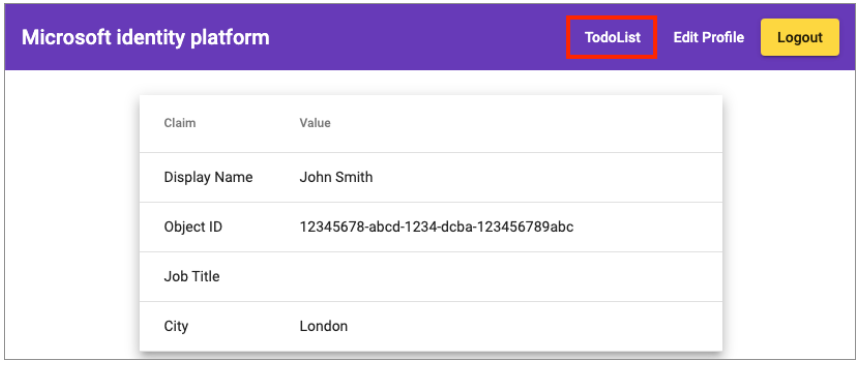 Microsoft identity platform TodoList Edit Profile Logout
Claim Value
Display Name John Smith
Object ID 12345678-abcd-1234-dcba-123456789abc
Job Title
City London